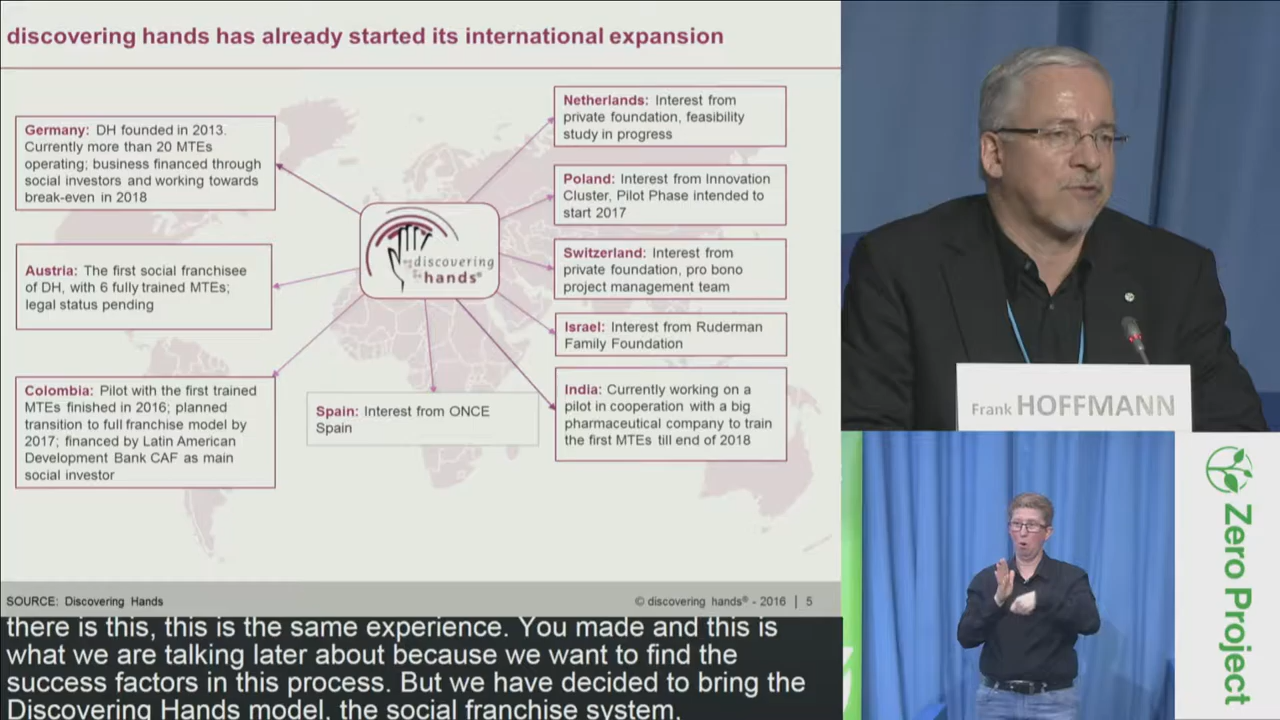 discovering hands has already started its international expansion
Germany: DH founded in 2013.
Currently more than 20 MTEs
operating; business financed through
social investors and working towards
break-even in 2018
Austria: The first social franchisee
of DH, with 6 fully trained MTEs;
legal status pending
Colombia: Pilot with the first trained
MTEs finished in 2016; planned
transition to full franchise model by
2017; financed by Latin American
Development Bank CAF as main
social investor
discovering
hands®
Spain: Interest from ONCE
Spain
Netherlands: Interest from
private foundation, feasibility
study in progress
Poland: Interest from Innovation
Cluster, Pilot Phase intended to
start 2017
Switzerland: Interest from
private foundation, pro bono
project management team
Israel: Interest from Ruderman
Family Foundation
India: Currently working on a
pilot in cooperation with a big
pharmaceutical company to train
the first MTEs till end of 2018
SOURCE: Discovering Hands
© discovering hands® - 2016 | 5
there is this, this is the same experience. You made and this is
what we are talking later about because we want to find the
success factors in this process. But we have decided to bring the
Discovering Hands model, the social franchise system,
Frank HOFFMANN
Zero Project